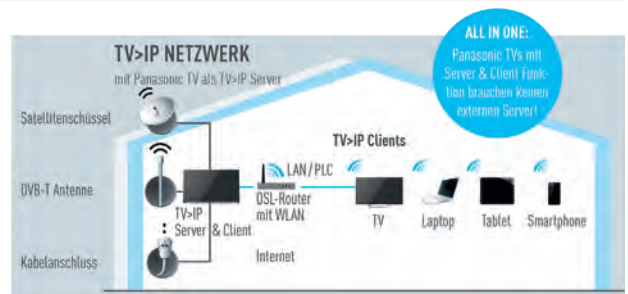 ALL IN ONE:
Panasonic TVs mit
Server & Client Funk-
tion brauchen keinen
externen Server!
TV>IP NETZWERK
mit Panasonic TV als TV>IP Server
Satellitenschüssel
TV>IP Clients
LAN/PLC
DVB-T Antenne
TV>IP
Server & Client
DSL-Router
mit WLAN
TV
Laptop
Tablet
Smartphone
Kabelanschluss
Internet